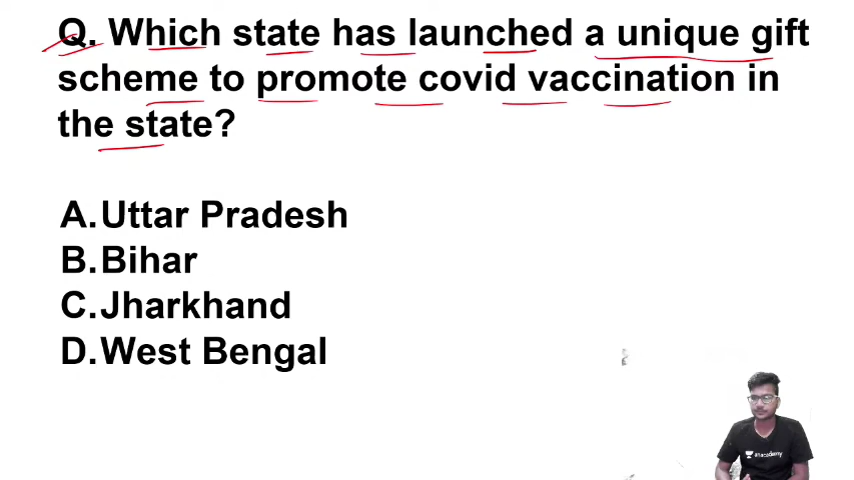 Q. Which state has launched a unique gift
scheme to promote covid vaccination in
the state?
A.Uttar Pradesh
B.Bihar
C.Jharkhand
D.West Bengal
unacademy